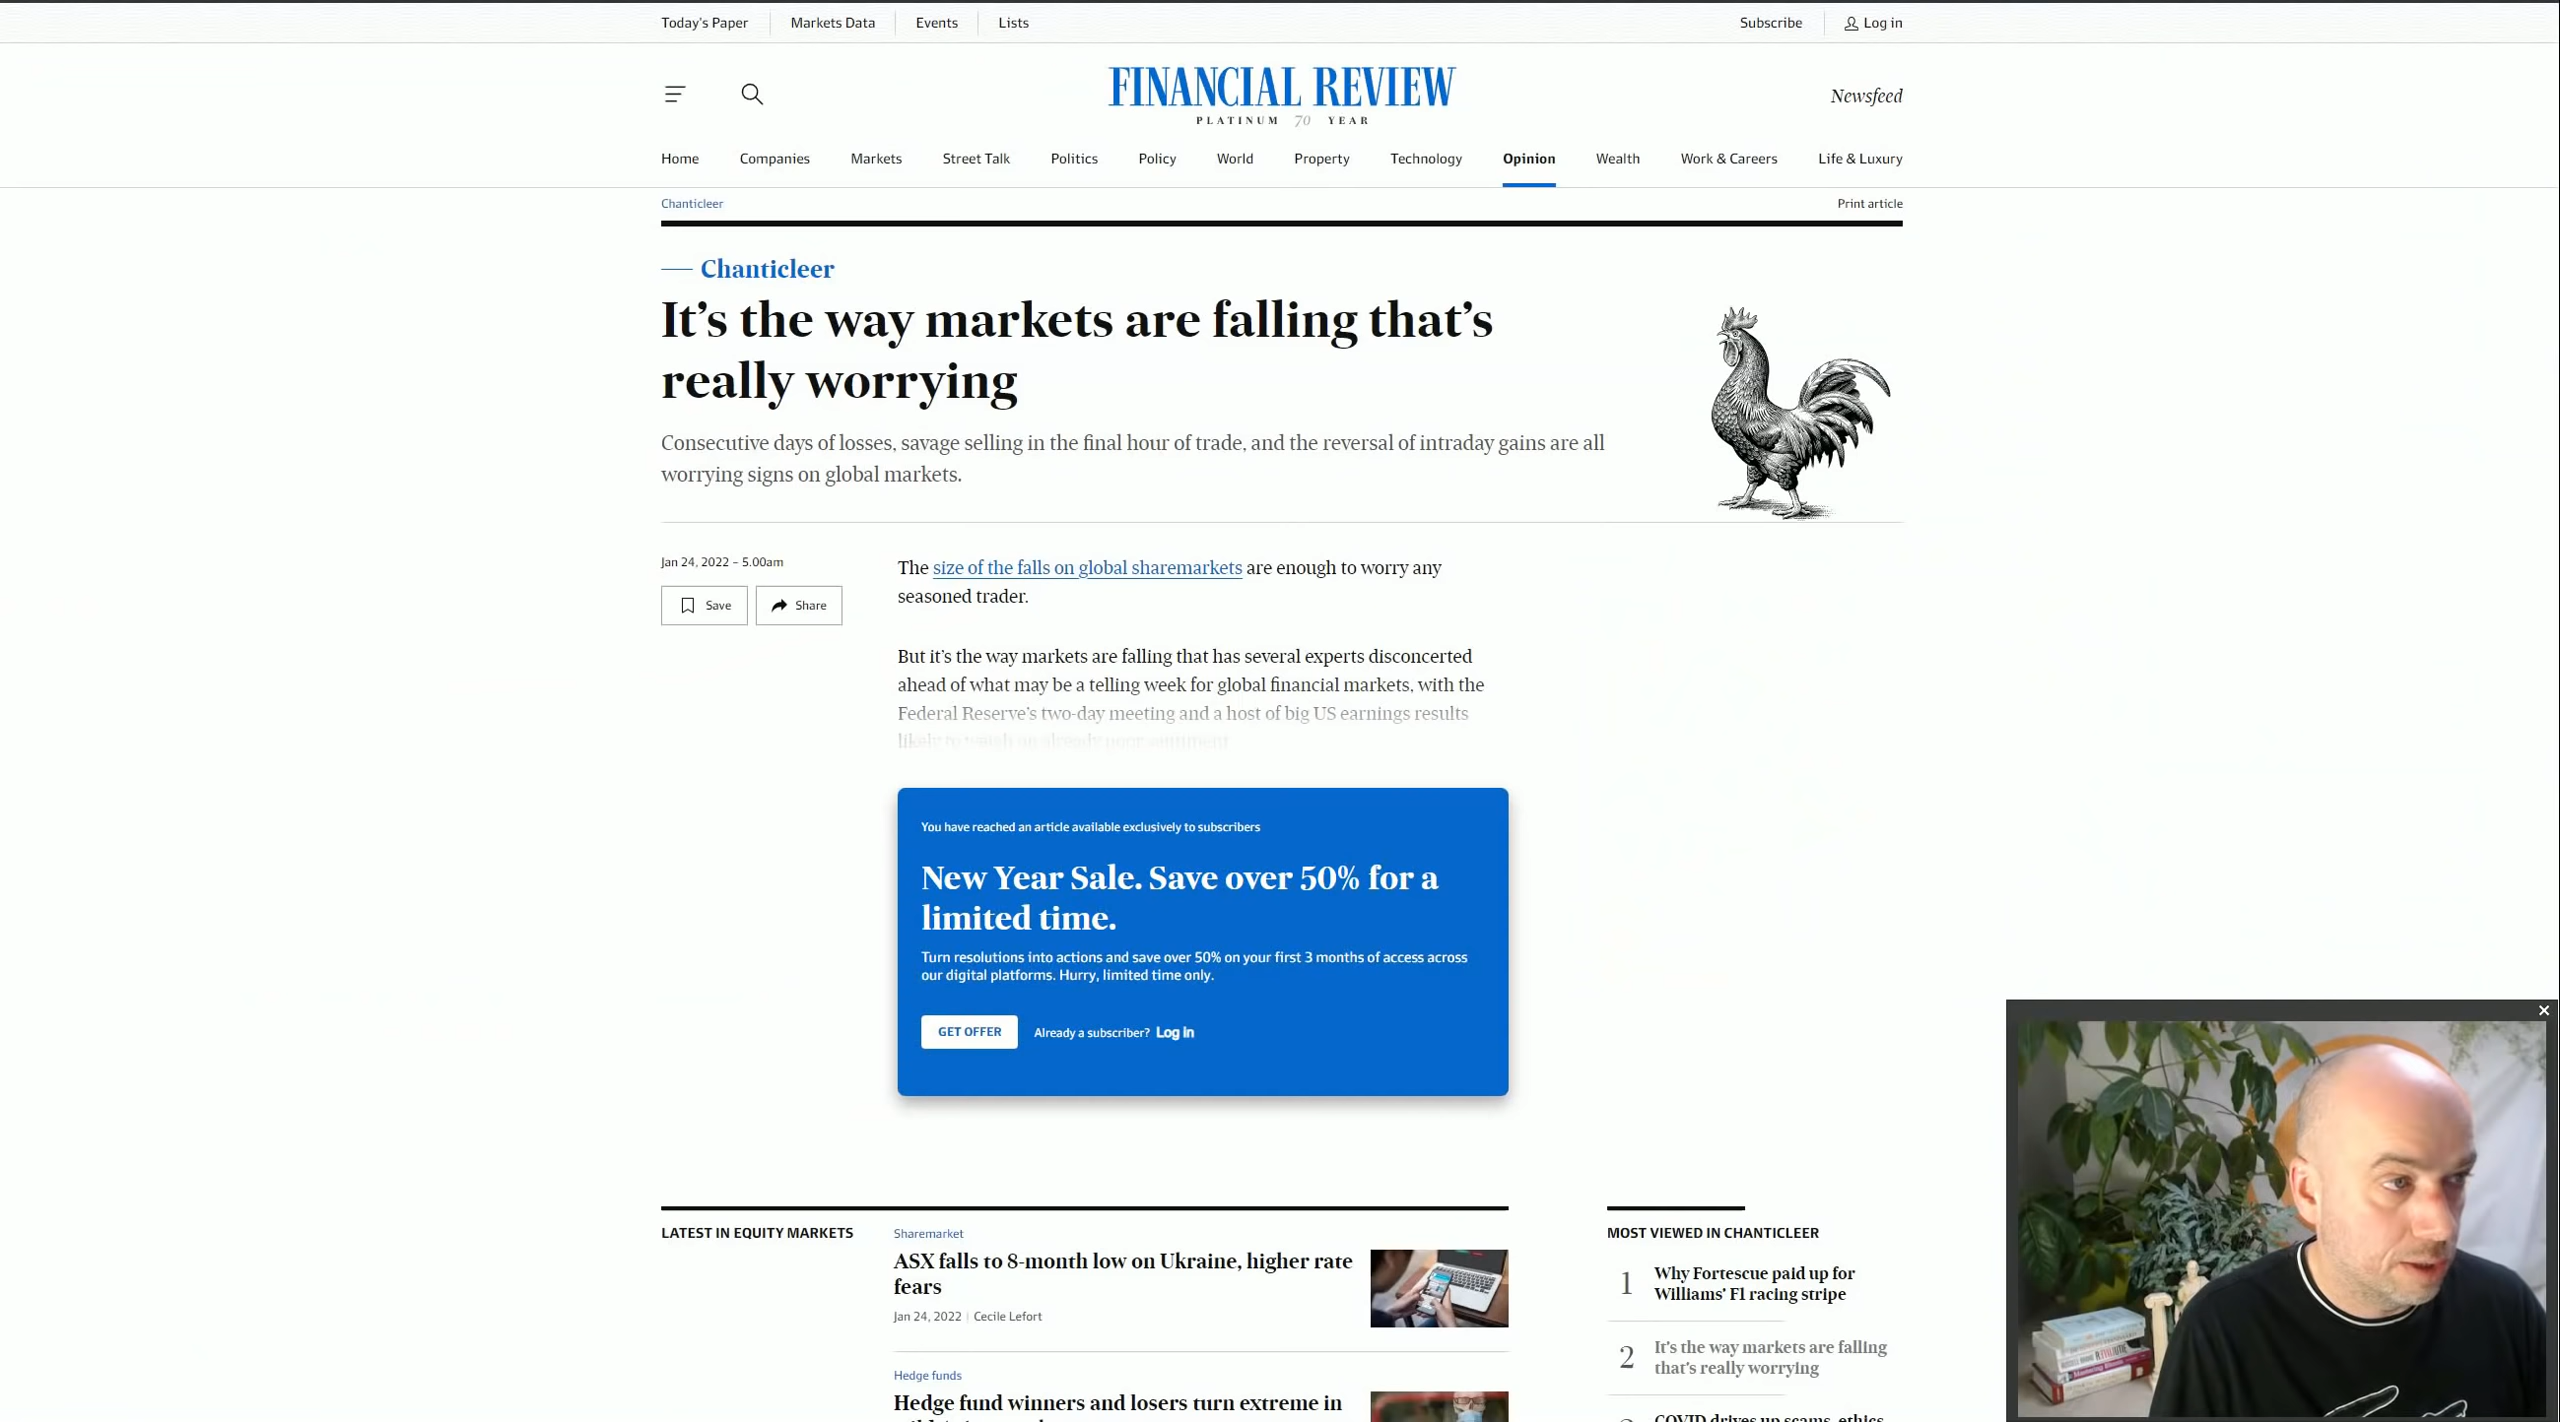 Today's Paper
Markets Data
Events
Lists
Subscribe
Log in
FINANCIAL REVIEW
PLATINUM 70 YEAR
Newsfeed
Home
Companies
Markets
Street Talk
Politics
Policy
World
Property
Technology
Opinion
Wealth
Work & Careers
Life & Luxury
Chanticleer
Print article
Chanticleer
It's the way markets are falling that's
really worrying
Consecutive days of losses, savage selling in the final hour of trade, and the reversal of intraday gains are all
worrying signs on global markets.
Jan 24, 2022 – 5.00am
Save
Share
The size of the falls on global sharemarkets are enough to worry any
seasoned trader.
But it's the way markets are falling that has several experts disconcerted
ahead of what may be a telling week for global financial markets, with the
Federal Reserve's two-day meeting and a host of big US earnings results
likely to
You have reached an article available exclusively to subscribers
New Year Sale. Save over 50% for a
limited time.
Turn resolutions into actions and save over 50% on your first 3 months of access across
our digital platforms. Hurry, limited time only.
GET OFFER
Already a subscriber? Log in
LATEST IN EQUITY MARKETS
Sharemarket
ASX falls to 8-month low on Ukraine, higher rate
fears
Jan 24, 2022 | Cecile Lefort
Hedge funds
Hedge fund winners and losers turn extreme in
MOST VIEWED IN CHANTICLEER
1
Why Fortescue paid up for
Williams' F1 racing stripe
2
It's the way markets are falling
that's really worrying
COVID drives up scams, ethics